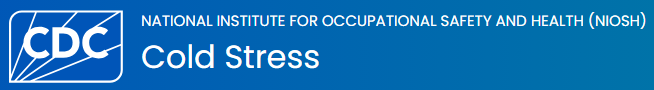 CDC
NATIONAL INSTITUTE FOR OCCUPATIONAL SAFETY AND HEALTH (NIOSH)
Cold Stress